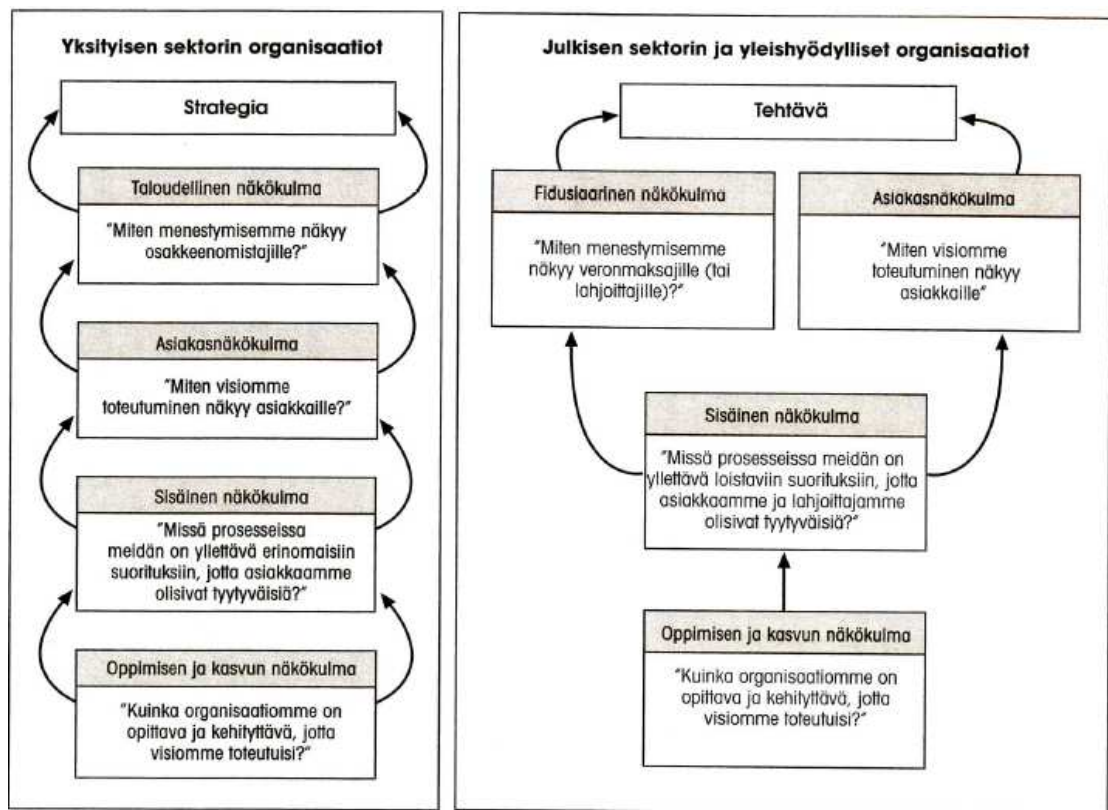 Yksityisen sektorin organisaatiot
Strategia
Taloudellinen näkökulma
"Miten menestymisemme näkyy
osakkeenomistajille?"
Asiakasnäkökulma
"Miten visiomme
toteutuminen näkyy asiakkaille?"
Sisäinen näkökulma
"Missä prosesseissa
meidän on yllettävä erinomaisiin
suorituksiin, jotta asiakkaamme
olisivat tyytyväisiä?"
Oppimisen ja kasvun näkökulma
"Kuinka organisaatiomme on
opittava ja kehityttävä, jotta
visiomme toteutuisi?"
Julkisen sektorin ja yleishyödylliset organisaatiot
Tehtävä
Fidusiaarinen näkökulma
"Miten menestymisemme
näkyy veronmaksajille (tai
lahjoittajille)?"
Asiakasnäkökulma
"Miten visiomme
toteutuminen näkyy
asiakkaille"
Sisäinen näkökulma
"Missä prosesseissa meidän on
yllettävä loistaviin suorituksiin, jotta
asiakkaamme ja lahjoittajamme
olisivat tyytyväisiä?"
Oppimisen ja kasvun näkökulma
"Kuinka organisaatiomme on
opittava ja kehityttävä, jotta
visiomme toteutuisi?"